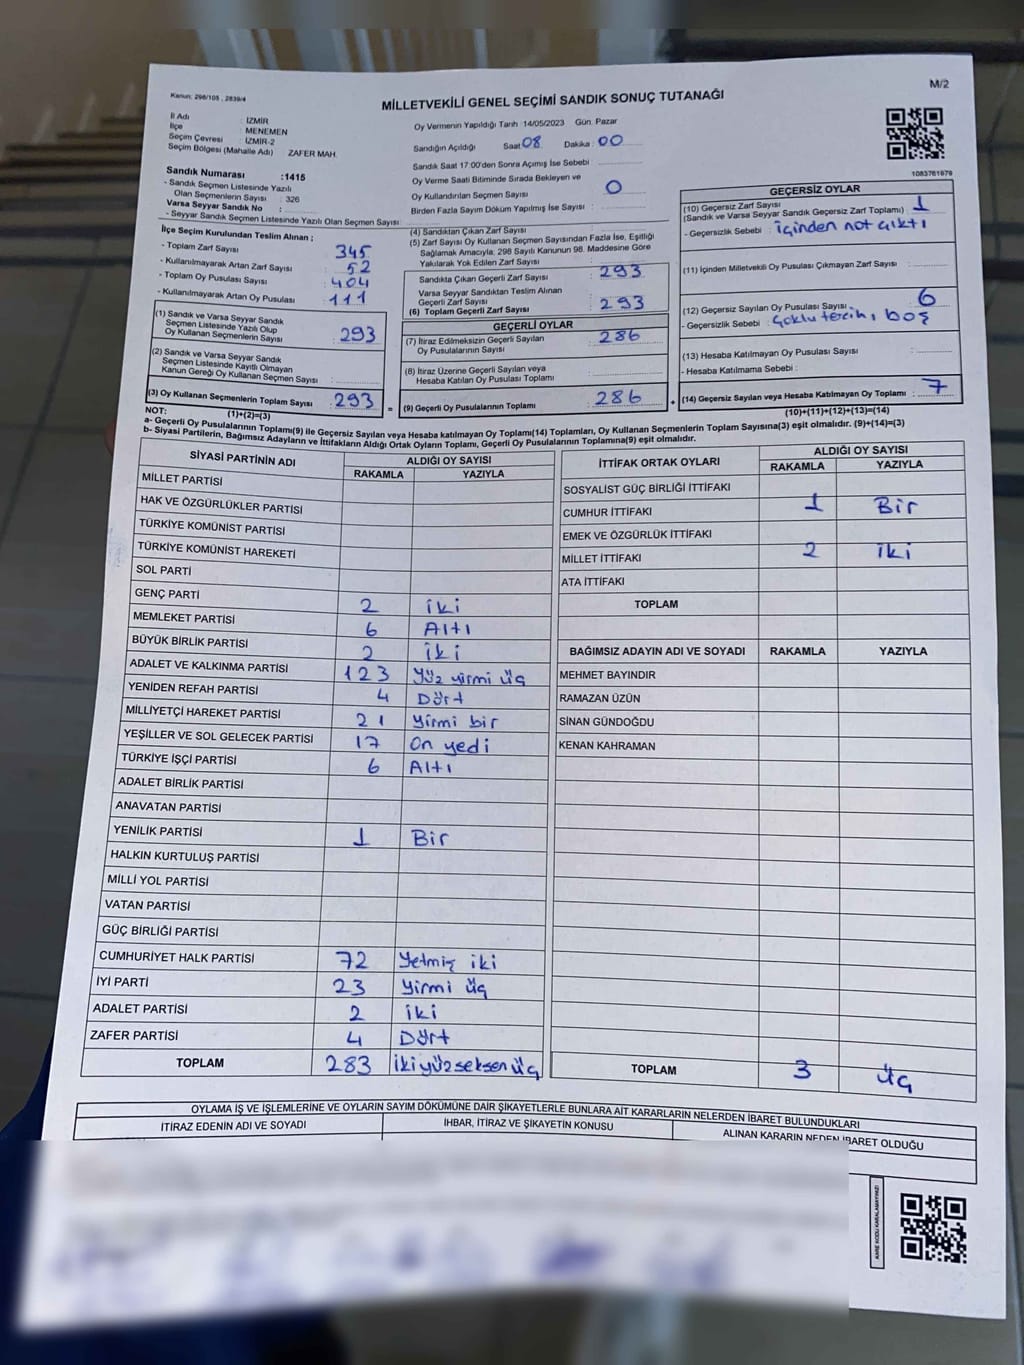 Kanun: 298/105 , 2839/4
MİLLETVEKİLİ GENEL SEÇİMİ SANDIK SONUÇ TUTANAĞI
M/2
İl Adı : İZMİR
İlçe : MENEMEN
Seçim Çevresi : İZMİR-2
Seçim Bölgesi (Mahalle Adı) ZAFER MAH.
Oy Vermenin Yapıldığı Tarih :14/05/2023 Gün: Pazar
Sandığın Açıldığı Saat 08 Dakika : 00
Sandık Saat 17:00'den Sonra Açılmış İse Sebebi
Oy Verme Saati Bitiminde Sırada Bekleyen ve
Oy Kullandırılan Seçmen Sayısı : 0
Birden Fazla Sayım Döküm Yapılmış İse Sayısı :
1083761679
Sandık Numarası :1415
- Sandık Seçmen Listesinde Yazılı
Olan Seçmenlerin Sayısı : 326
Varsa Seyyar Sandık No :
- Seyyar Sandık Seçmen Listesinde Yazılı Olan Seçmen Sayısı:
İlçe Seçim Kurulundan Teslim Alınan ;
- Toplam Zarf Sayısı : 345
- Kullanılmayarak Artan Zarf Sayısı : 52
- Toplam Oy Pusulası Sayısı : 404
- Kullanılmayarak Artan Oy Pusulası : 111
(1) Sandık ve Varsa Seyyar Sandık
Seçmen Listesinde Yazılı Olup
Oy Kullanan Seçmenlerin Sayısı : 293
(2) Sandık ve Varsa Seyyar Sandık
Seçmen Listesinde Kayıtlı Olmayan
Kanun Gereği Oy Kullanan Seçmen Sayısı :
(3) Oy Kullanan Seçmenlerin Toplam Sayısı : 293
(1)+(2)=(3)
(4) Sandıktan Çıkan Zarf Sayısı :
(5) Zarf Sayısı Oy Kullanan Seçmen Sayısından Fazla İse, Eşitliği
Sağlamak Amacıyla; 298 Sayılı Kanunun 98. Maddesine Göre
Yakılarak Yok Edilen Zarf Sayısı :
Sandıkta Çıkan Geçerli Zarf Sayısı : 293
Varsa Seyyar Sandıktan Teslim Alınan
Geçerli Zarf Sayısı :
(6) Toplam Geçerli Zarf Sayısı : 293
GEÇERLİ OYLAR
(7) İtiraz Edilmeksizin Geçerli Sayılan
Oy Pusulalarının Sayısı : 286
(8) İtiraz Üzerine Geçerli Sayılan veya
Hesaba Katılan Oy Pusulası Toplamı :
= (9) Geçerli Oy Pusulalarının Toplamı : 286
GEÇERSİZ OYLAR
(10) Geçersiz Zarf Sayısı : 1
(Sandık ve Varsa Seyyar Sandık Geçersiz Zarf Toplamı)
- Geçersizlik Sebebi : içinden not çıktı
(11) İçinden Milletvekili Oy Pusulası Çıkmayan Zarf Sayısı :
(12) Geçersiz Sayılan Oy Pusulası Sayısı : 6
- Geçersizlik Sebebi : Çoklu tercih, boş
(13) Hesaba Katılmayan Oy Pusulası Sayısı :
- Hesaba Katılmama Sebebi :
+ (14) Geçersiz Sayılan veya Hesaba Katılmayan Oy Toplamı : 7
(10)+(11)+(12)+(13)=(14)
NOT:
a- Geçerli Oy Pusulalarının Toplamı(9) ile Geçersiz Sayılan veya Hesaba katılmayan Oy Toplamı(14) Toplamları, Oy Kullanan Seçmenlerin Toplam Sayısına(3) eşit olmalıdır. (9)+(14)=(3)
b- Siyasi Partilerin, Bağımsız Adayların ve İttifakların Aldığı Ortak Oyların Toplamı, Geçerli Oy Pusulalarının Toplamına(9) eşit olmalıdır.
SİYASİ PARTİNİN ADI ALDIĞI OY SAYISI
RAKAMLA YAZIYLA
MİLLET PARTİSİ
HAK VE ÖZGÜRLÜKLER PARTİSİ
TÜRKİYE KOMÜNİST PARTİSİ
TÜRKİYE KOMÜNİST HAREKETİ
SOL PARTİ
GENÇ PARTİ 2 iki
MEMLEKET PARTİSİ 6 Altı
BÜYÜK BİRLİK PARTİSİ 2 iki
ADALET VE KALKINMA PARTİSİ 123 Yüz yirmi üç
YENİDEN REFAH PARTİSİ 4 Dört
MİLLİYETÇİ HAREKET PARTİSİ 21 Yirmi bir
YEŞİLLER VE SOL GELECEK PARTİSİ 17 On yedi
TÜRKİYE İŞÇİ PARTİSİ 6 Altı
ADALET BİRLİK PARTİSİ
ANAVATAN PARTİSİ
YENİLİK PARTİSİ 1 Bir
HALKIN KURTULUŞ PARTİSİ
MİLLİ YOL PARTİSİ
VATAN PARTİSİ
GÜÇ BİRLİĞİ PARTİSİ
CUMHURİYET HALK PARTİSİ 72 Yetmiş iki
İYİ PARTİ 23 Yirmi üç
ADALET PARTİSİ 2 iki
ZAFER PARTİSİ 4 Dört
TOPLAM 283 ikiyüzseksenüç
İTTİFAK ORTAK OYLARI ALDIĞI OY SAYISI
RAKAMLA YAZIYLA
SOSYALİST GÜÇ BİRLİĞİ İTTİFAKI
CUMHUR İTTİFAKI 1 Bir
EMEK VE ÖZGÜRLÜK İTTİFAKI
MİLLET İTTİFAKI 2 iki
ATA İTTİFAKI
TOPLAM
BAĞIMSIZ ADAYIN ADI VE SOYADI RAKAMLA YAZIYLA
MEHMET BAYINDIR
RAMAZAN ÜZÜN
SİNAN GÜNDOĞDU
KENAN KAHRAMAN
TOPLAM 3 üç
OYLAMA İŞ VE İŞLEMLERİNE VE OYLARIN SAYIM DÖKÜMÜNE DAİR ŞİKAYETLERLE BUNLARA AİT KARARLARIN NELERDEN İBARET BULUNDUKLARI
İTİRAZ EDENİN ADI VE SOYADI İHBAR, İTİRAZ VE ŞİKAYETİN KONUSU ALINAN KARARIN NEDEN İBARET OLDUĞU
KARE KODU KARALAMAYINIZ!